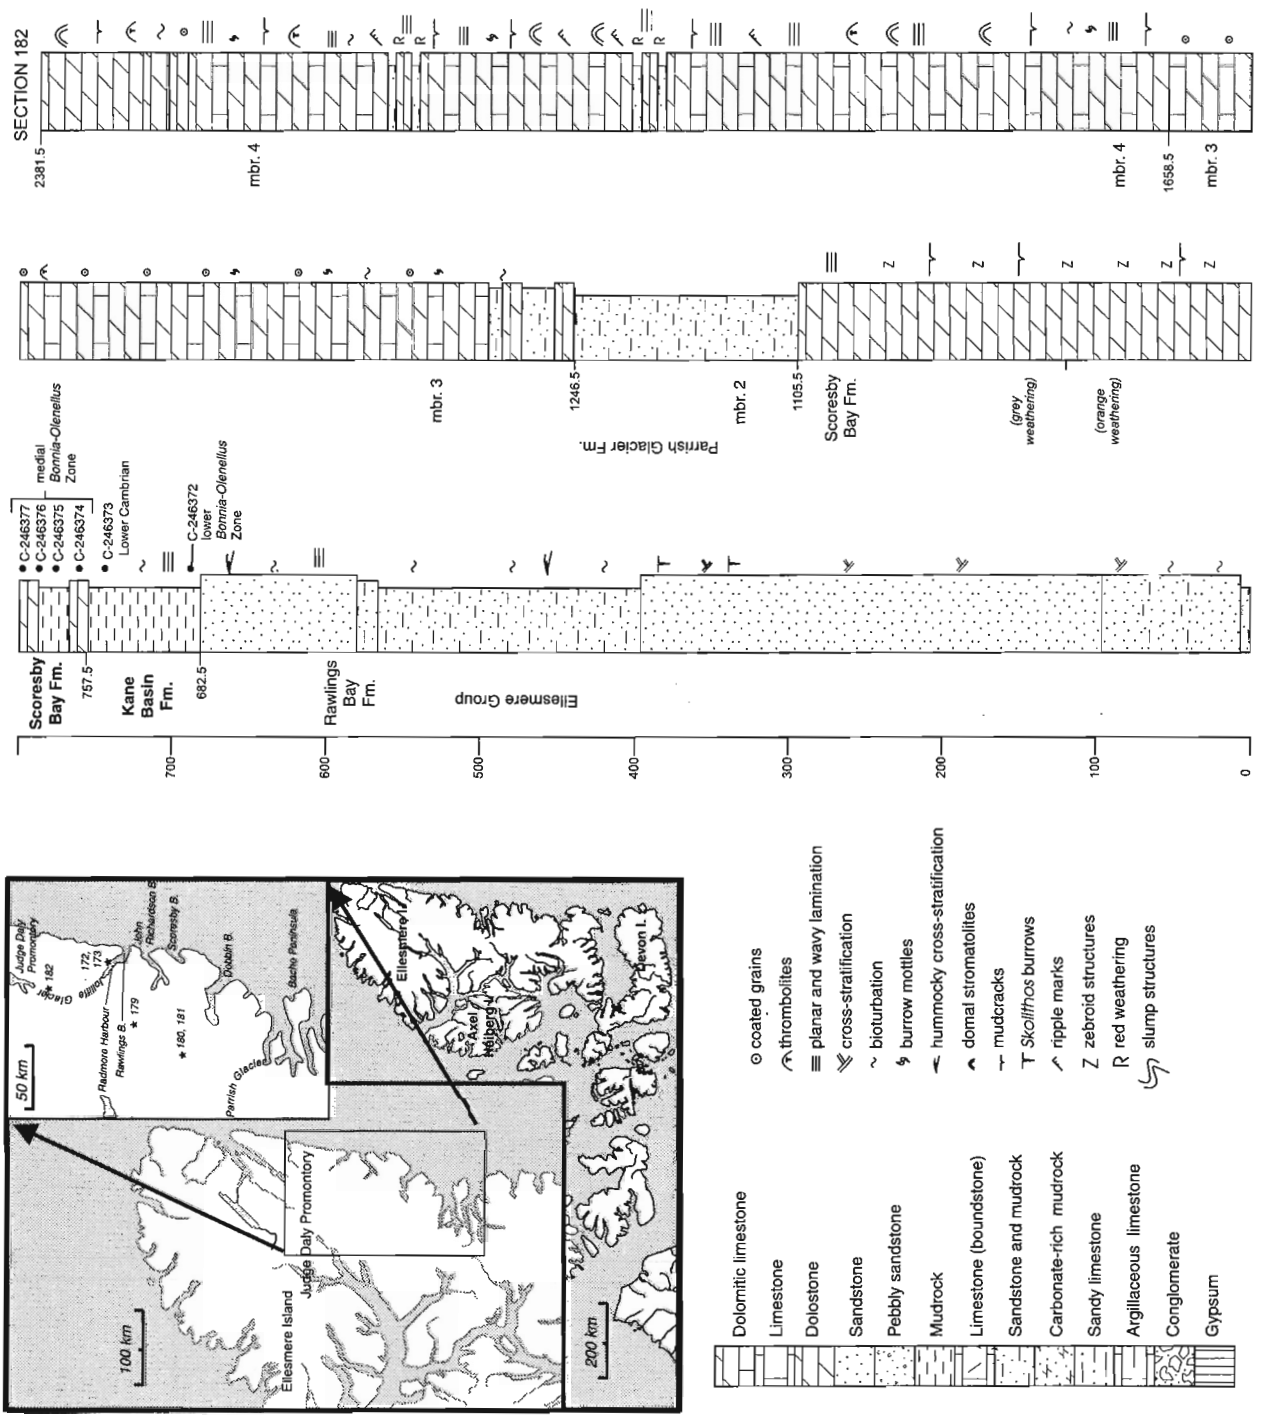 SECTION 182
2381.5
mbr. 4
R
R
R
R
mbr. 4
1658.5
mbr. 3
mbr. 3
1246.5
mbr. 2
1105.5
Parrish Glacier Fm.
Scoresby
Bay Fm.
(grey
weathering)
(orange
weathering)
Z
Z
Z
Z
Z
Z
C-246377
C-246376
C-246375
C-246374
medial
Bonnia-Olenellus
Zone
C-246373
Lower Cambrian
C-246372
lower
Bonnia-Olenellus
Zone
Scoresby
Bay Fm.
757.5
Kane
Basin
Fm.
682.5
Rawlings
Bay
Fm.
Ellesmere Group
700
600
500
400
300
200
100
0
50 km
Judge Daly
Promontory
182
Jolliffe Glacier
172,
173
Radmore Harbour
Rawlings B.
179
180, 181
John
Richardson B.
Scoresby B.
Dobbin B.
Parrish Glacier
Bache Peninsula
100 km
Ellesmere Island
Judge Daly Promontory
200 km
Ellesmere I.
Axel
Heiberg I.
Devon I.
coated grains
thrombolites
planar and wavy lamination
cross-stratification
bioturbation
burrow mottles
hummocky cross-stratification
domal stromatolites
mudcracks
Skolithos burrows
ripple marks
Z zebroid structures
R red weathering
slump structures
Dolomitic limestone
Limestone
Dolostone
Sandstone
Pebbly sandstone
Mudrock
Limestone (boundstone)
Sandstone and mudrock
Carbonate-rich mudrock
Sandy limestone
Argillaceous limestone
Conglomerate
Gypsum